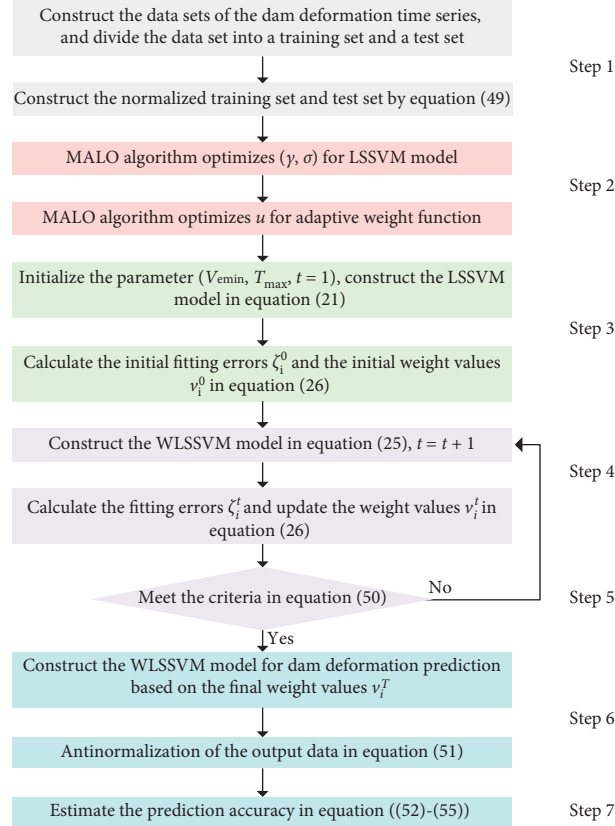 Construct the data sets of the dam deformation time series,
and divide the data set into a training set and a test set
Step 1
Construct the normalized training set and test set by equation (49)
MALO algorithm optimizes (γ, σ) for LSSVM model
Step 2
MALO algorithm optimizes u for adaptive weight function
Initialize the parameter (Vemin, Tmax, t = 1), construct the LSSVM
model in equation (21)
Step 3
Calculate the initial fitting errors ζi0 and the initial weight values
νi0 in equation (26)
Construct the WLSSVM model in equation (25), t = t + 1
Step 4
Calculate the fitting errors ζit and update the weight values νit in
equation (26)
No
Meet the criteria in equation (50)
Step 5
Yes
Construct the WLSSVM model for dam deformation prediction
based on the final weight values νiT
Step 6
Antinormalization of the output data in equation (51)
Estimate the prediction accuracy in equation ((52)-(55))
Step 7